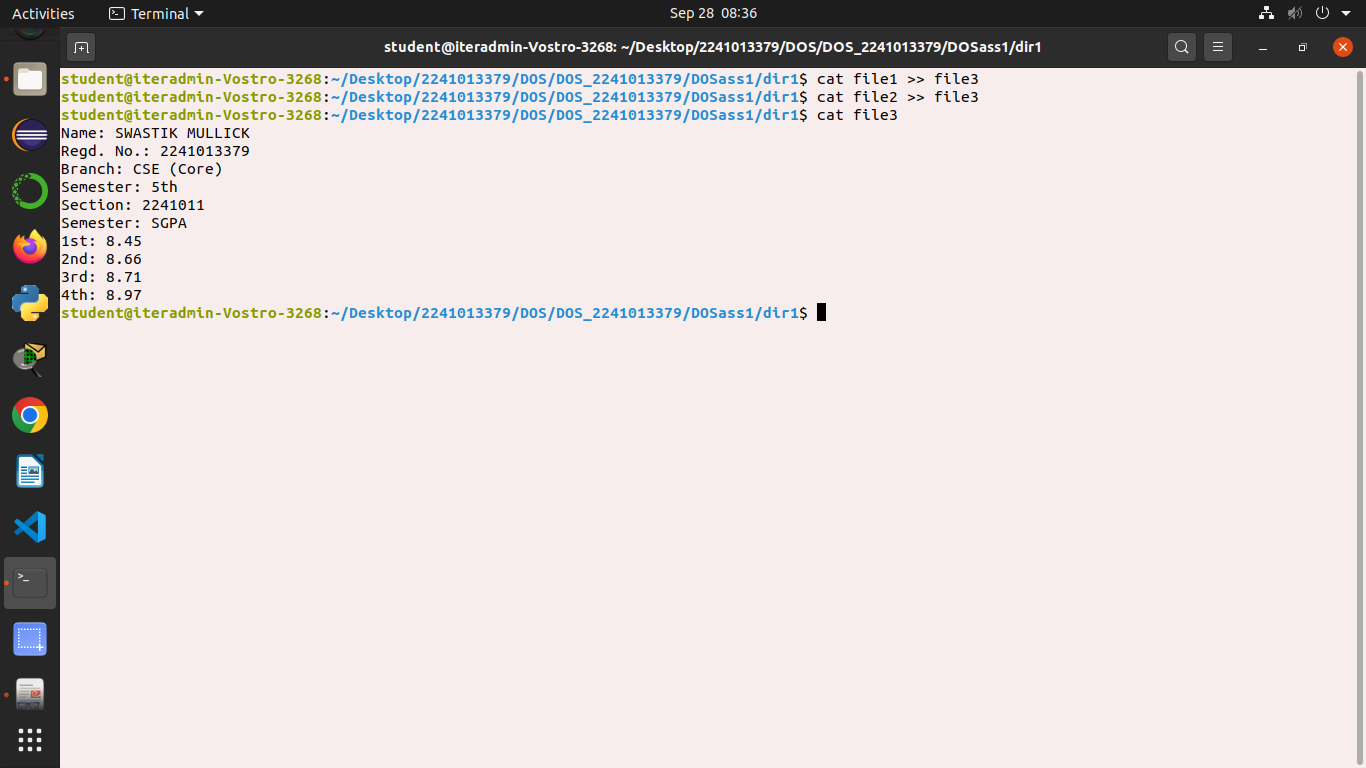 Activities Terminal Sep 28 08:36
student@iteradmin-Vostro-3268: ~/Desktop/2241013379/DOS/DOS_2241013379/DOSass1/dir1
student@iteradmin-Vostro-3268:~/Desktop/2241013379/DOS/DOS_2241013379/DOSass1/dir1$ cat file1 >> file3
student@iteradmin-Vostro-3268:~/Desktop/2241013379/DOS/DOS_2241013379/DOSass1/dir1$ cat file2 >> file3
student@iteradmin-Vostro-3268:~/Desktop/2241013379/DOS/DOS_2241013379/DOSass1/dir1$ cat file3
Name: SWASTIK MULLICK
Regd. No.: 2241013379
Branch: CSE (Core)
Semester: 5th
Section: 2241011
Semester: SGPA
1st: 8.45
2nd: 8.66
3rd: 8.71
4th: 8.97
student@iteradmin-Vostro-3268:~/Desktop/2241013379/DOS/DOS_2241013379/DOSass1/dir1$